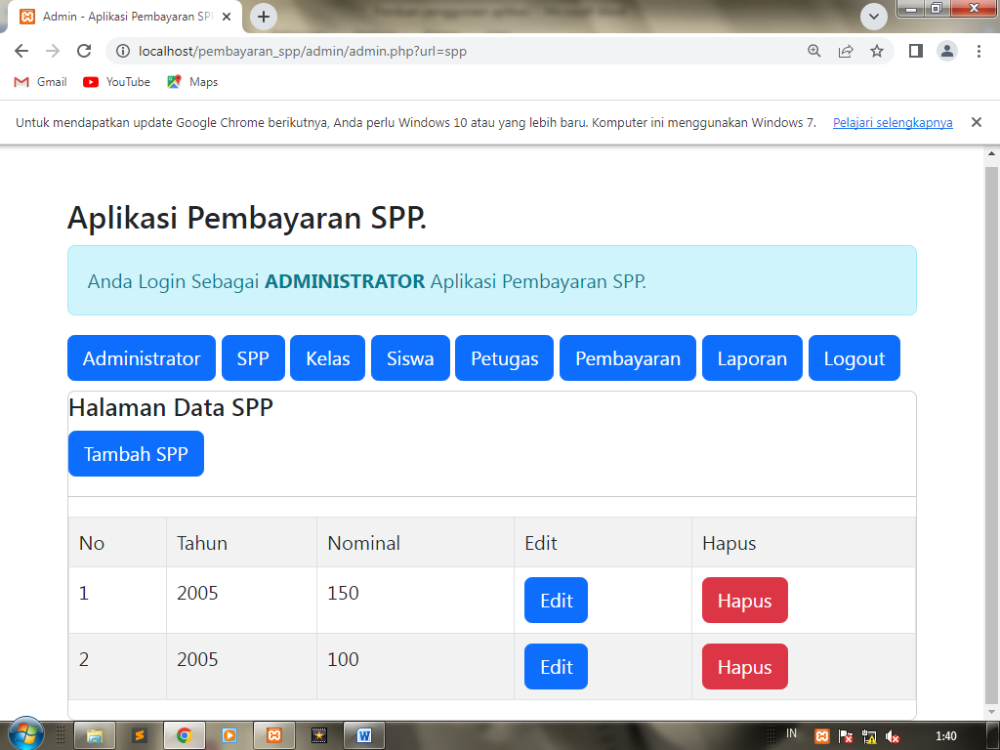 Admin - Aplikasi Pembayaran SPP
localhost/pembayaran_spp/admin/admin.php?url=spp
Gmail YouTube Maps
Untuk mendapatkan update Google Chrome berikutnya, Anda perlu Windows 10 atau yang lebih baru. Komputer ini menggunakan Windows 7. Pelajari selengkapnya
Aplikasi Pembayaran SPP.
Anda Login Sebagai ADMINISTRATOR Aplikasi Pembayaran SPP.
Administrator SPP Kelas Siswa Petugas Pembayaran Laporan Logout
Halaman Data SPP
Tambah SPP
No Tahun Nominal Edit Hapus
1 2005 150 Edit Hapus
2 2005 100 Edit Hapus
IN 1:40